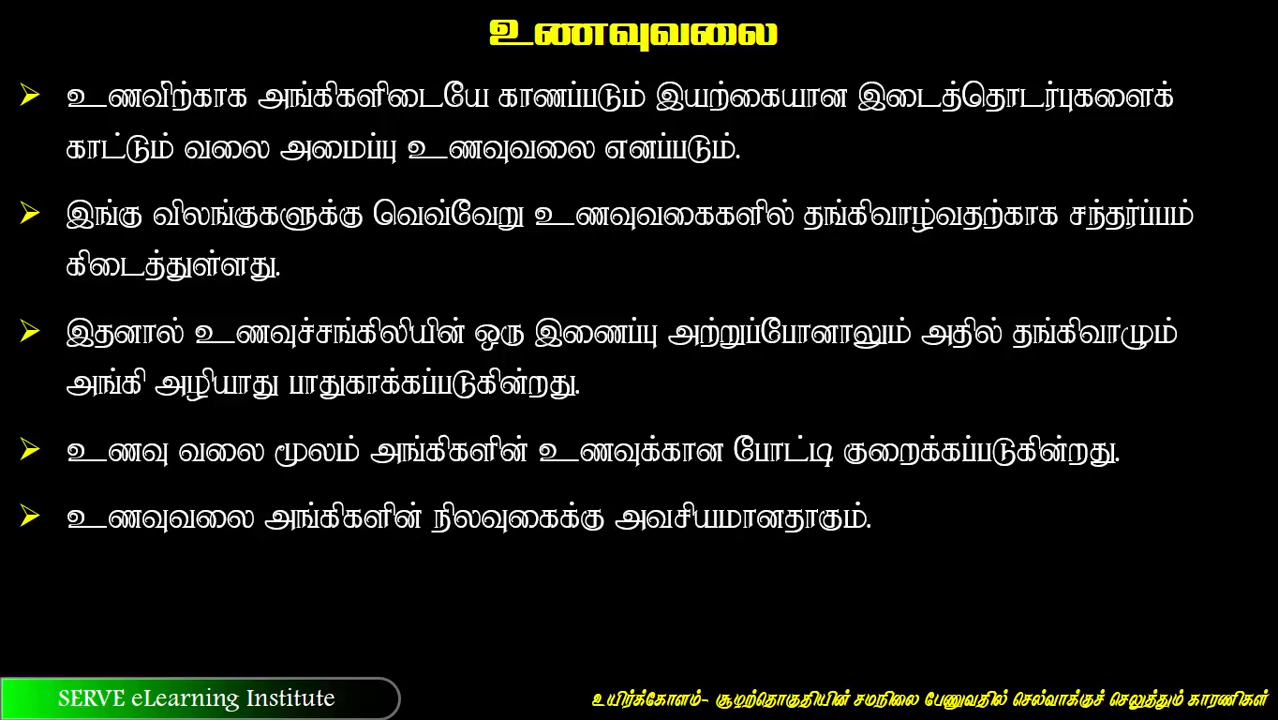 உணவுவலை
➢ உணவிற்காக அங்கிகளிடையே காணப்படும் இயற்கையான இடைத்தொடர்புகளைக்
காட்டும் வலை அமைப்பு உணவுவலை எனப்படும்.
➢ இங்கு விலங்குகளுக்கு வெவ்வேறு உணவுவகைகளில் தங்கிவாழ்வதற்காக சந்தர்ப்பம்
கிடைத்துள்ளது.
➢ இதனால் உணவுச்சங்கிலியின் ஒரு இணைப்பு அற்றுப்போனாலும் அதில் தங்கிவாழும்
அங்கி அழியாது பாதுகாக்கப்படுகின்றது.
➢ உணவு வலை மூலம் அங்கிகளின் உணவுக்கான போட்டி குறைக்கப்படுகின்றது.
➢ உணவுவலை அங்கிகளின் நிலவுகைக்கு அவசியமானதாகும்.
SERVE eLearning Institute
உயிர்க்கோளம்- சூழற்தொகுதியின் சமநிலை பேணுவதில் செல்வாக்குச் செலுத்தும் காரணிகள்